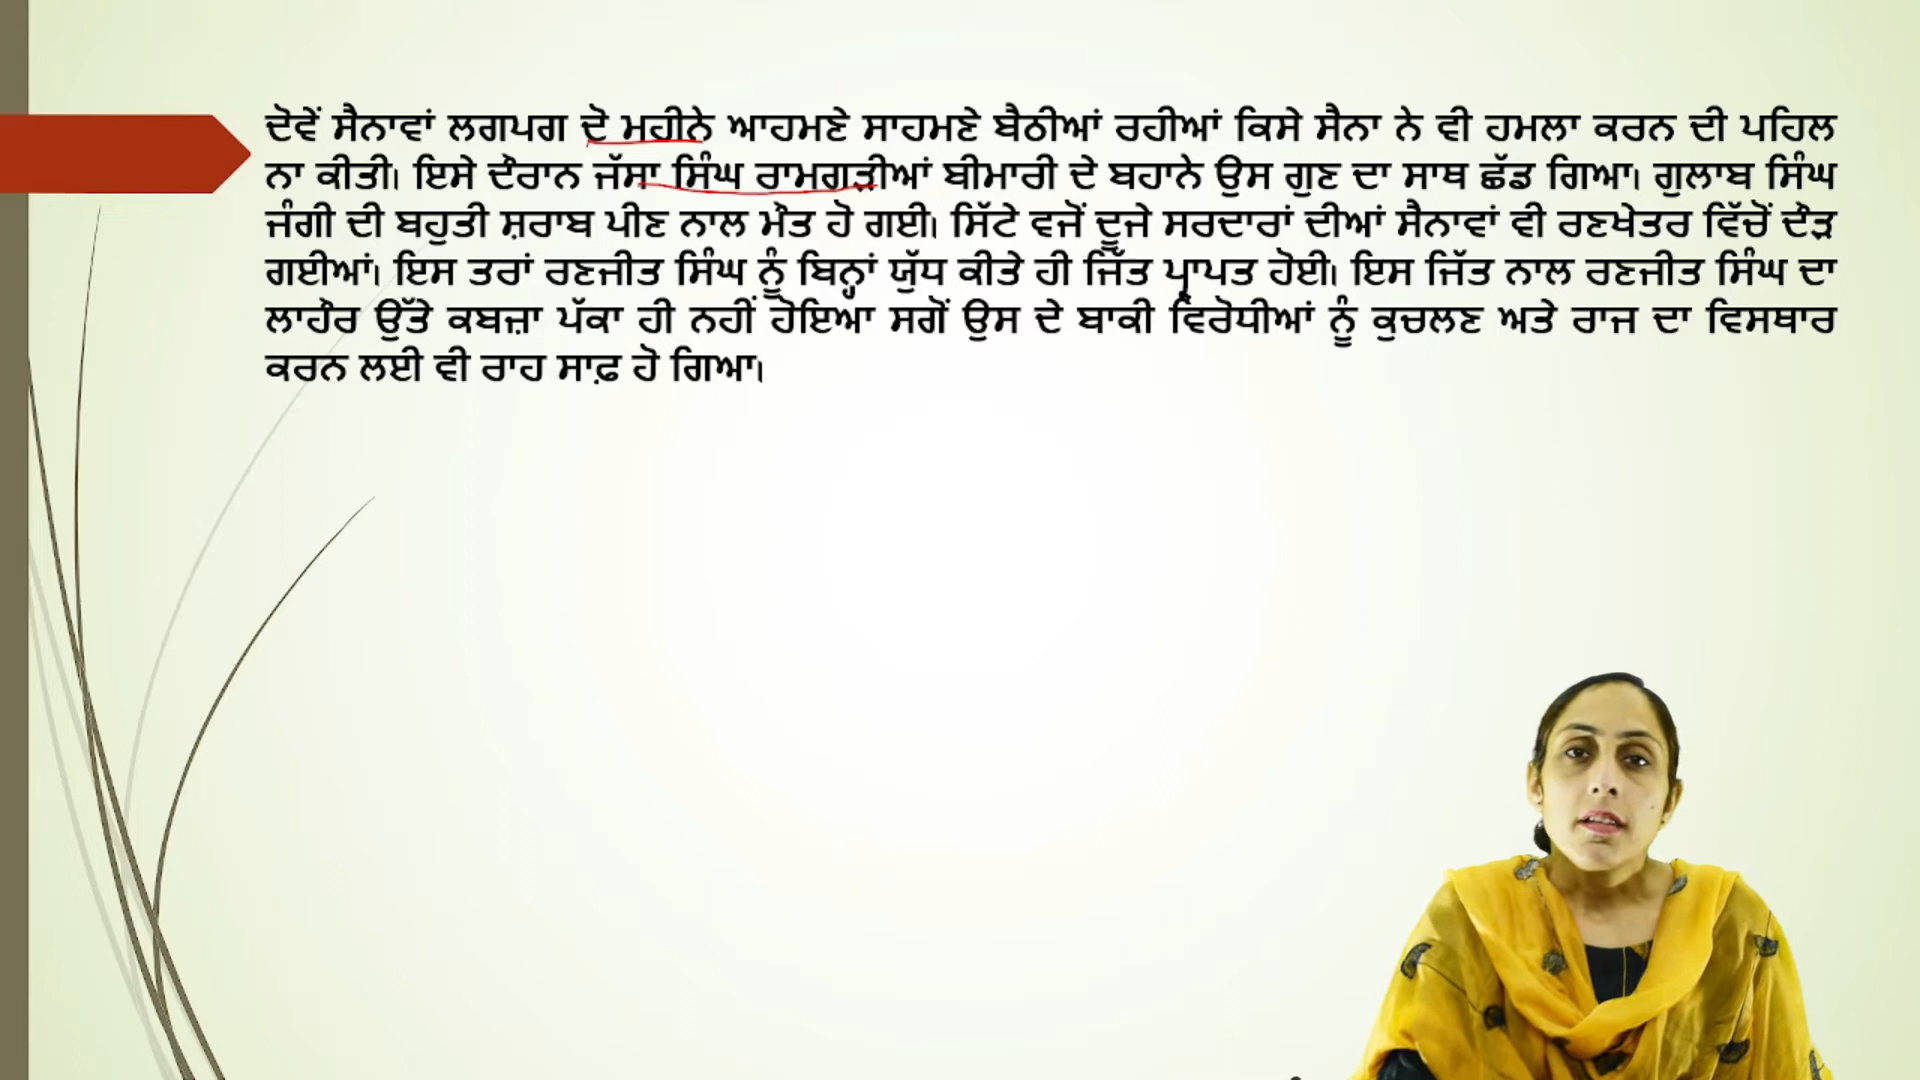 ਦੋਵੇਂ ਸੈਨਾਵਾਂ ਲਗਪਗ ਦੋ ਮਹੀਨੇ ਆਹਮਣੇ ਸਾਹਮਣੇ ਬੈਠੀਆਂ ਰਹੀਆਂ ਕਿਸੇ ਸੈਨਾ ਨੇ ਵੀ ਹਮਲਾ ਕਰਨ ਦੀ ਪਹਿਲ
ਨਾ ਕੀਤੀ। ਇਸੇ ਦੌਰਾਨ ਜੱਸਾ ਸਿੰਘ ਰਾਮਗੜੀਆਂ ਬੀਮਾਰੀ ਦੇ ਬਹਾਨੇ ਉਸ ਗੁਣ ਦਾ ਸਾਥ ਛੱਡ ਗਿਆ। ਗੁਲਾਬ ਸਿੰਘ
ਜੰਗੀ ਦੀ ਬਹੁਤੀ ਸ਼ਰਾਬ ਪੀਣ ਨਾਲ ਮੌਤ ਹੋ ਗਈ। ਸਿੱਟੇ ਵਜੋਂ ਦੂਜੇ ਸਰਦਾਰਾਂ ਦੀਆਂ ਸੈਨਾਵਾਂ ਵੀ ਰਣਖੇਤਰ ਵਿੱਚੋਂ ਦੌੜ
ਗਈਆਂ। ਇਸ ਤਰਾਂ ਰਣਜੀਤ ਸਿੰਘ ਨੂੰ ਬਿਨ੍ਹਾਂ ਯੁੱਧ ਕੀਤੇ ਹੀ ਜਿੱਤ ਪ੍ਰਾਪਤ ਹੋਈ। ਇਸ ਜਿੱਤ ਨਾਲ ਰਣਜੀਤ ਸਿੰਘ ਦਾ
ਲਾਹੌਰ ਉੱਤੇ ਕਬਜ਼ਾ ਪੱਕਾ ਹੀ ਨਹੀਂ ਹੋਇਆ ਸਗੋਂ ਉਸ ਦੇ ਬਾਕੀ ਵਿਰੋਧੀਆਂ ਨੂੰ ਕੁਚਲਣ ਅਤੇ ਰਾਜ ਦਾ ਵਿਸਥਾਰ
ਕਰਨ ਲਈ ਵੀ ਰਾਹ ਸਾਫ਼ ਹੋ ਗਿਆ।